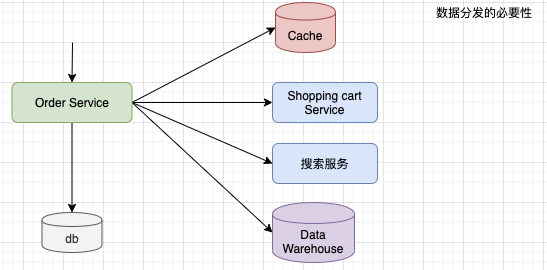 数据分发的必要性
Cache
Order Service
Shopping cart
Service
搜索服务
db
Data
Warehouse